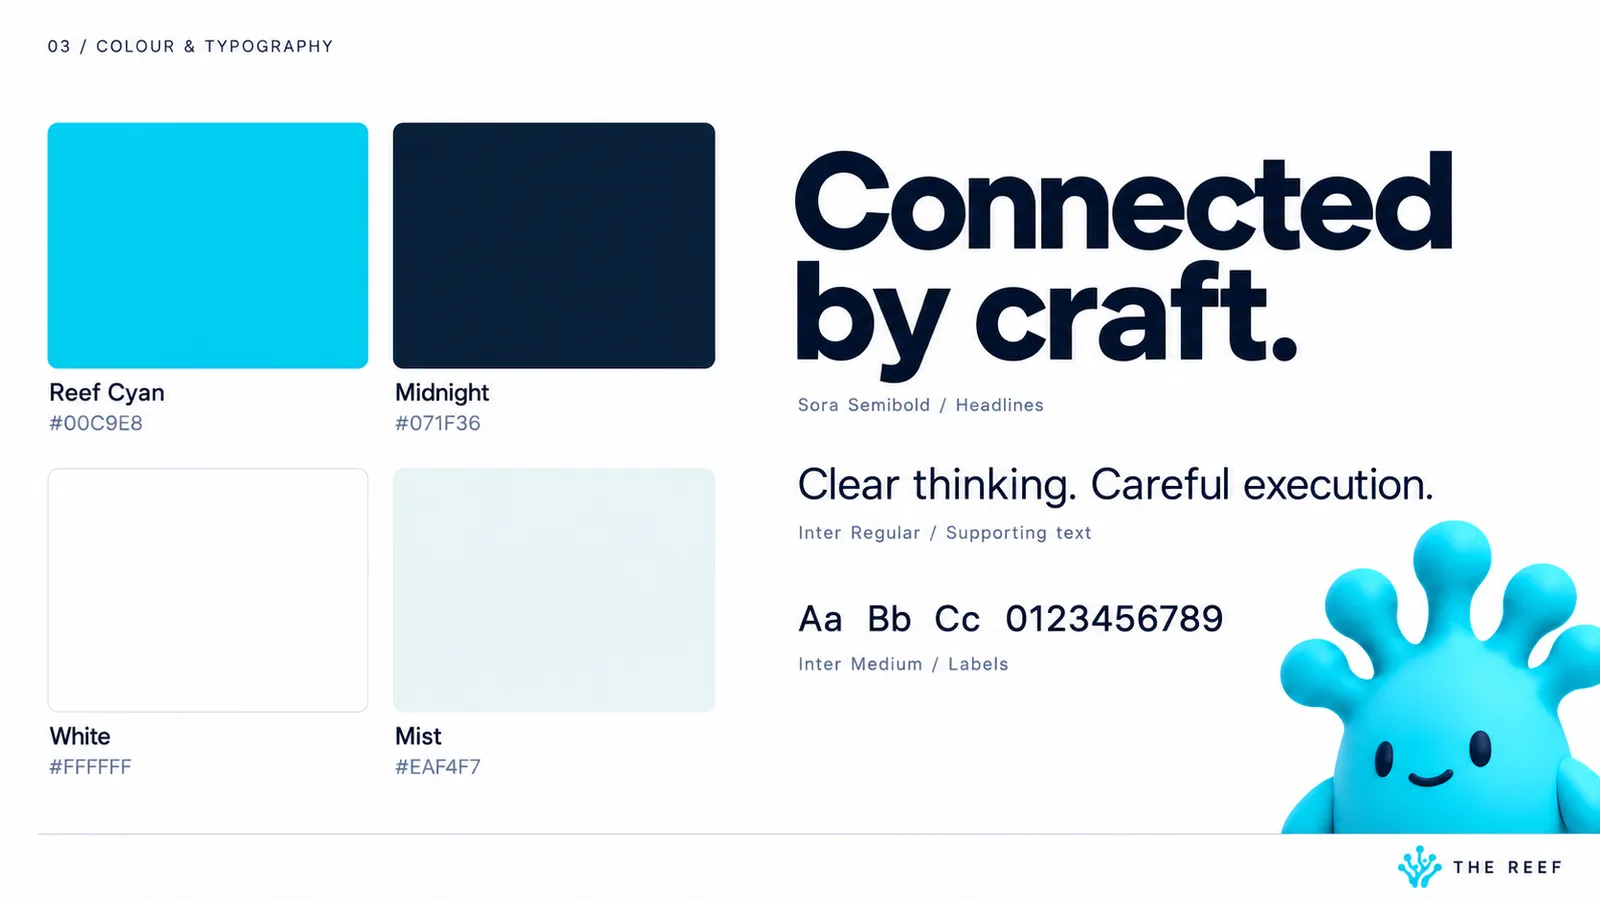 03 / COLOUR & TYPOGRAPHY
Reef Cyan
#00C9E8
Midnight
#071F36
White
#FFFFFF
Mist
#EAF4F7
Connected
by craft.
Sora Semibold / Headlines
Clear thinking. Careful execution.
Inter Regular / Supporting text
Aa Bb Cc 0123456789
Inter Medium / Labels
THE REEF